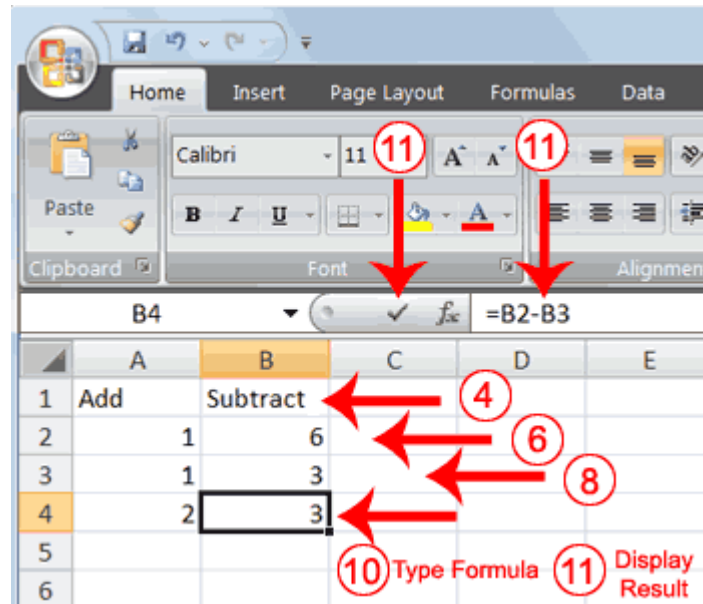 Home Insert Page Layout Formulas Data
Calibri 11 11 A A 11
Paste B I U A
Clipboard Font Alignmen
B4 fx =B2-B3
A B C D E
1 Add Subtract 4
2 1 6 6
3 1 3 8
4 2 3
5 10 Type Formula 11 Display
6 Result